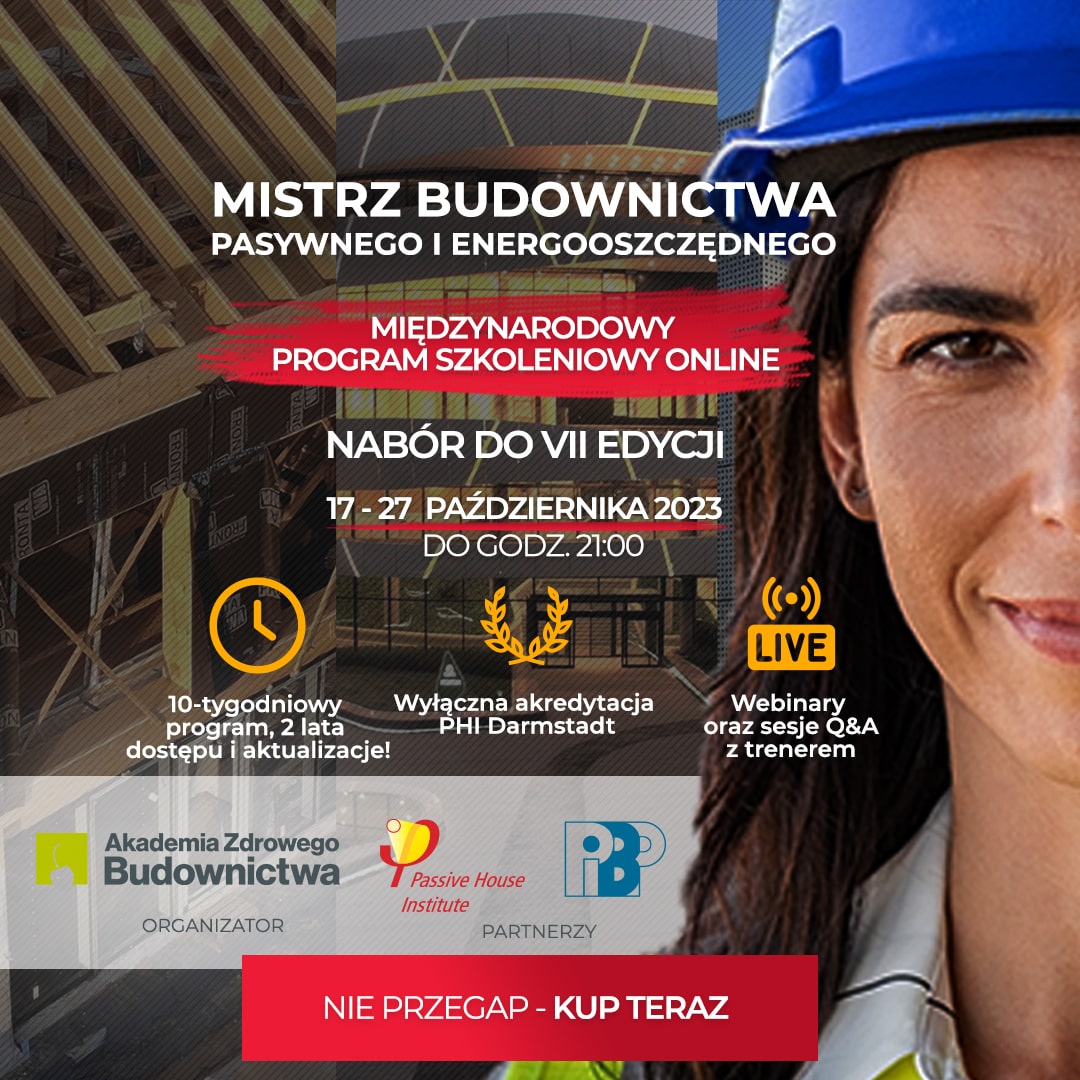 MISTRZ BUDOWNICTWA
PASYWNEGO I ENERGOOSZCZĘDNEGO
MIĘDZYNARODOWY
PROGRAM SZKOLENIOWY ONLINE
NABÓR DO VII EDYCJI
17 - 27 PAŹDZIERNIKA 2023
DO GODZ. 21:00
10-tygodniowy
program, 2 lata
dostępu i aktualizacje!
Wyłączna akredytacja
PHI Darmstadt
LIVE
Webinary
oraz sesje Q&A
z trenerem
Akademia Zdrowego
Budownictwa
ORGANIZATOR
Passive House
Institute
PiBP
PARTNERZY
NIE PRZEGAP - KUP TERAZ